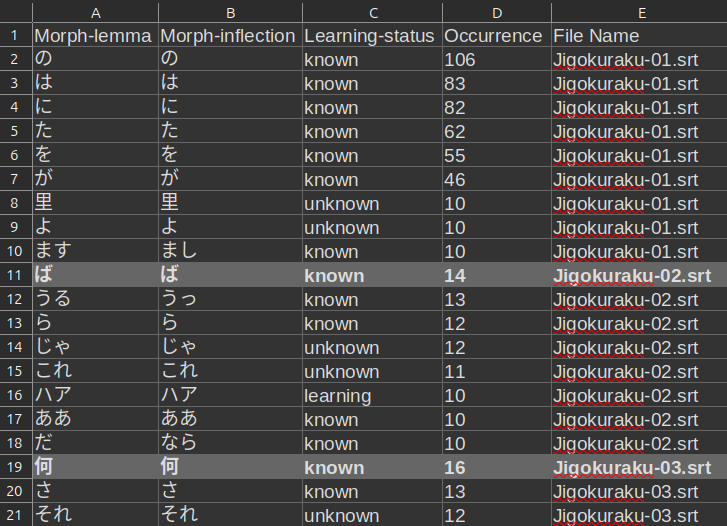 A B C D E
1 Morph-lemma Morph-inflection Learning-status Occurrence File Name
2 の の known 106 Jigokuraku-01.srt
3 は は known 83 Jigokuraku-01.srt
4 に に known 82 Jigokuraku-01.srt
5 た た known 62 Jigokuraku-01.srt
6 を を known 55 Jigokuraku-01.srt
7 が が known 46 Jigokuraku-01.srt
8 里 里 unknown 10 Jigokuraku-01.srt
9 よ よ unknown 10 Jigokuraku-01.srt
10 ます まし known 10 Jigokuraku-01.srt
11 ば ば known 14 Jigokuraku-02.srt
12 うる うっ known 13 Jigokuraku-02.srt
13 ら ら known 12 Jigokuraku-02.srt
14 じゃ じゃ unknown 12 Jigokuraku-02.srt
15 これ これ unknown 11 Jigokuraku-02.srt
16 ハア ハア learning 10 Jigokuraku-02.srt
17 ああ ああ known 10 Jigokuraku-02.srt
18 だ なら known 10 Jigokuraku-02.srt
19 何 何 known 16 Jigokuraku-03.srt
20 さ さ known 13 Jigokuraku-03.srt
21 それ それ unknown 12 Jigokuraku-03.srt